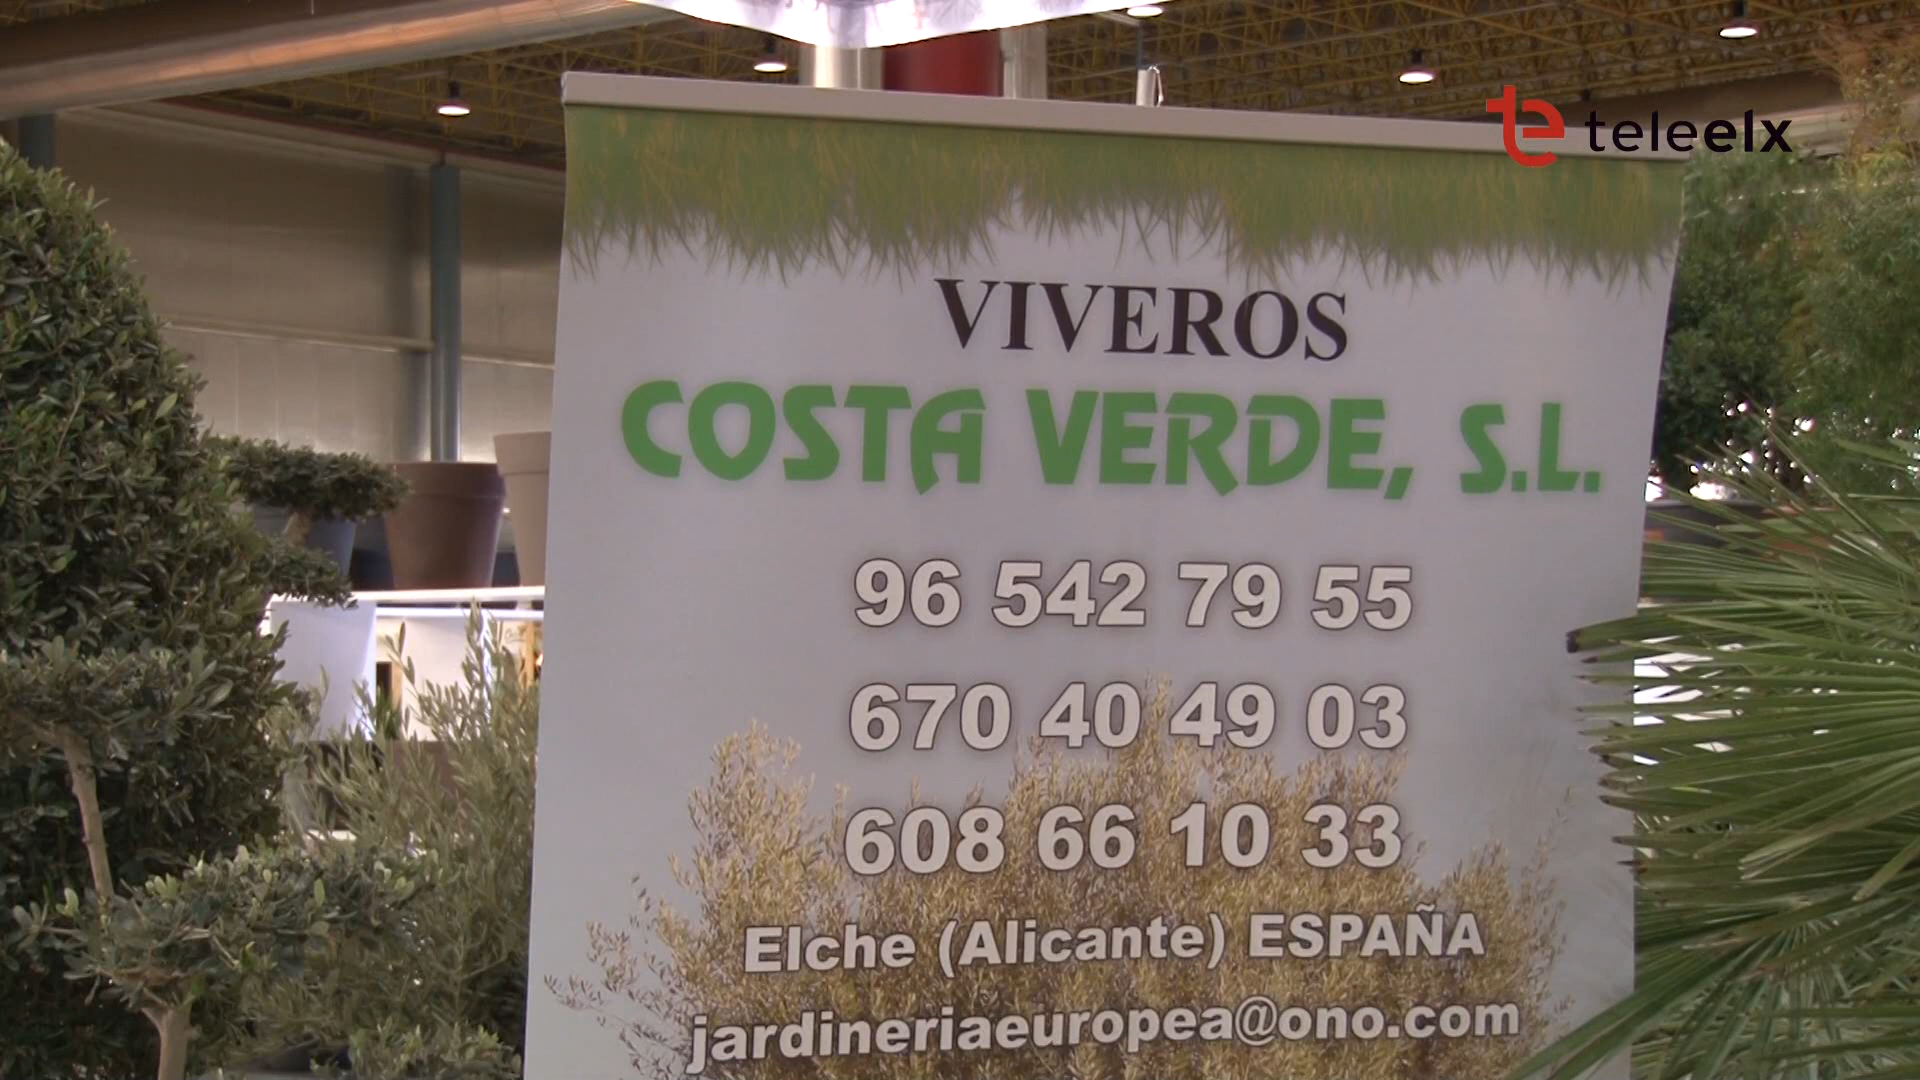 teleelx
VIVEROS
COSTA VERDE, S.L.
96 542 79 55
670 40 49 03
608 66 10 33
Elche (Alicante) ESPAÑA
jardineriaeuropea@ono.com